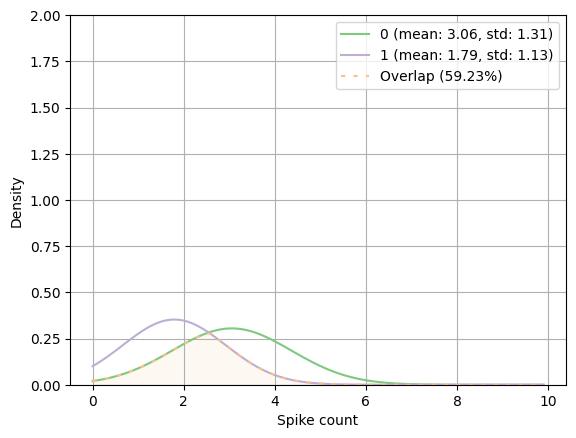 2.00
1.75
1.50
1.25
1.00
0.75
0.50
0.25
0.00
Density
0 (mean: 3.06, std: 1.31)
1 (mean: 1.79, std: 1.13)
Overlap (59.23%)
0 2 4 6 8 10
Spike count